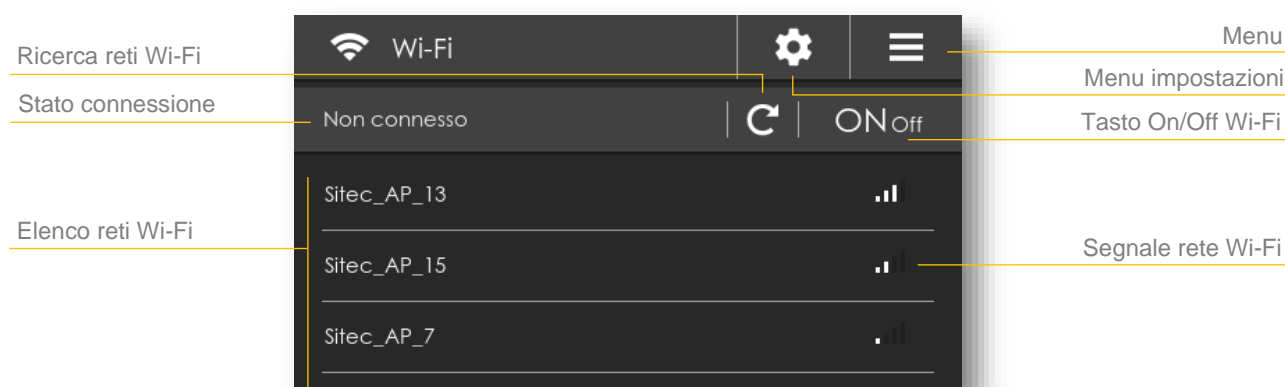 Wi-Fi
Menu
Ricerca reti Wi-Fi
Menu impostazioni
Stato connessione
Non connesso
ON Off
Tasto On/Off Wi-Fi
Sitec_AP_13
Elenco reti Wi-Fi
Segnale rete Wi-Fi
Sitec_AP_15
Sitec_AP_7